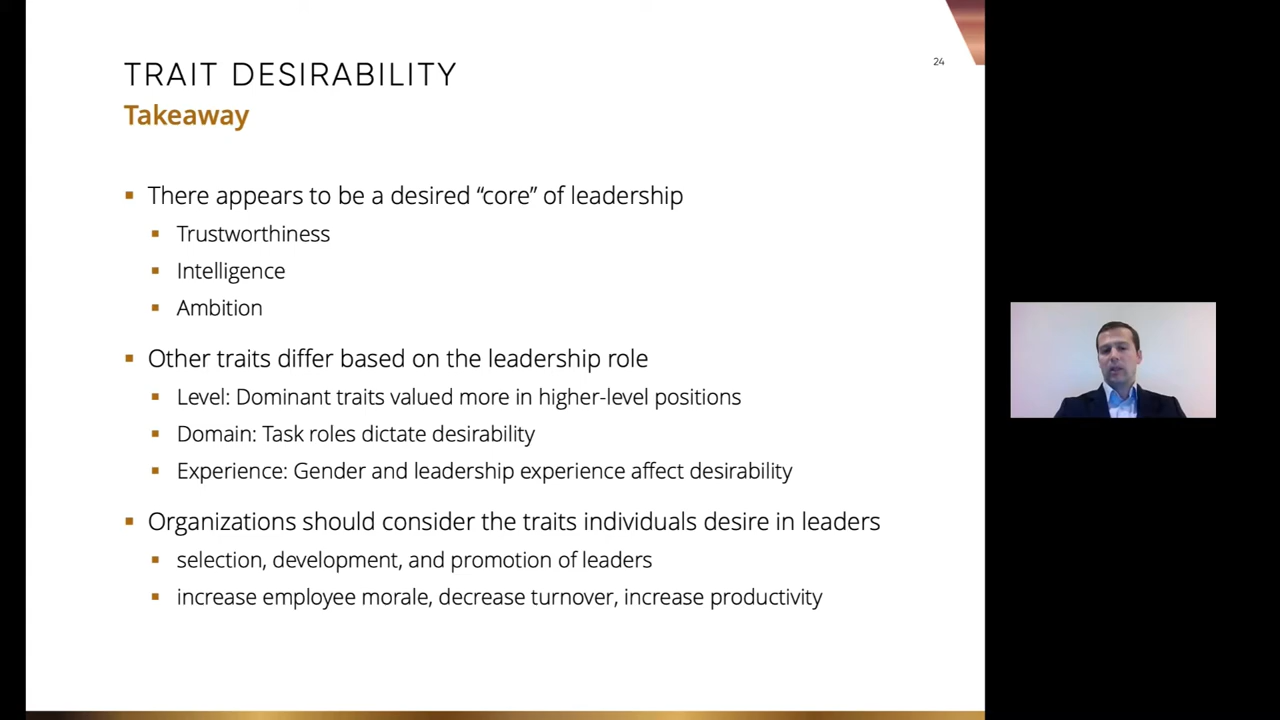 TRAIT DESIRABILITY
24
Takeaway
There appears to be a desired “core” of leadership
Trustworthiness
Intelligence
Ambition
Other traits differ based on the leadership role
Level: Dominant traits valued more in higher-level positions
Domain: Task roles dictate desirability
Experience: Gender and leadership experience affect desirability
Organizations should consider the traits individuals desire in leaders
selection, development, and promotion of leaders
increase employee morale, decrease turnover, increase productivity